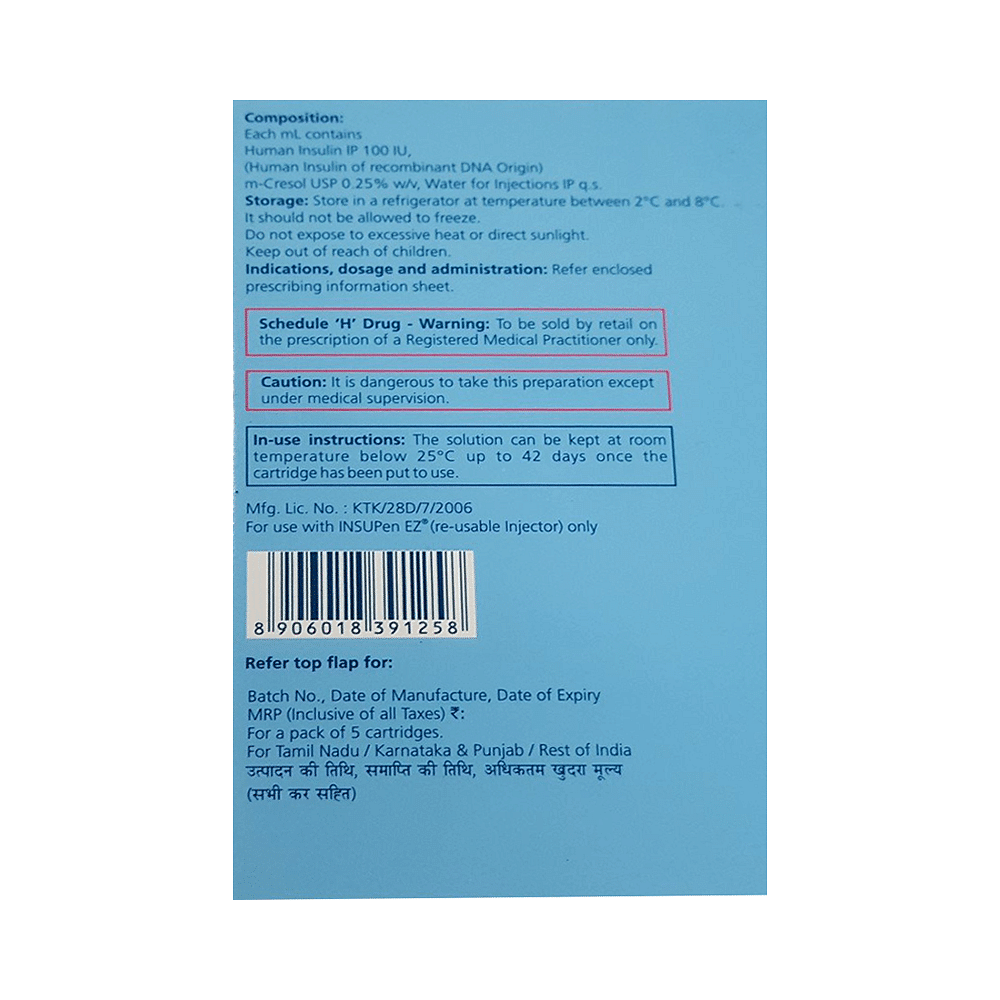 Composition:
Each mL contains
Human Insulin IP 100 IU,
(Human Insulin of recombinant DNA Origin)
m-Cresol USP 0.25% w/v, Water for Injections IP q.s.
Storage: Store in a refrigerator at temperature between 2°C and 8°C.
It should not be allowed to freeze.
Do not expose to excessive heat or direct sunlight.
Keep out of reach of children.
Indications, dosage and administration: Refer enclosed
prescribing information sheet.
Schedule ‘H’ Drug - Warning: To be sold by retail on
the prescription of a Registered Medical Practitioner only.
Caution: It is dangerous to take this preparation except
under medical supervision.
In-use instructions: The solution can be kept at room
temperature below 25°C up to 42 days once the
cartridge has been put to use.
Mfg. Lic. No. : KTK/28D/7/2006
For use with INSUPen EZ® (re-usable Injector) only
8 906018 391258
Refer top flap for:
Batch No., Date of Manufacture, Date of Expiry
MRP (Inclusive of all Taxes) ₹:
For a pack of 5 cartridges.
For Tamil Nadu / Karnataka & Punjab / Rest of India
उत्पादन की तिथि, समाप्ति की तिथि, अधिकतम खुदरा मूल्य
(सभी कर सहित)